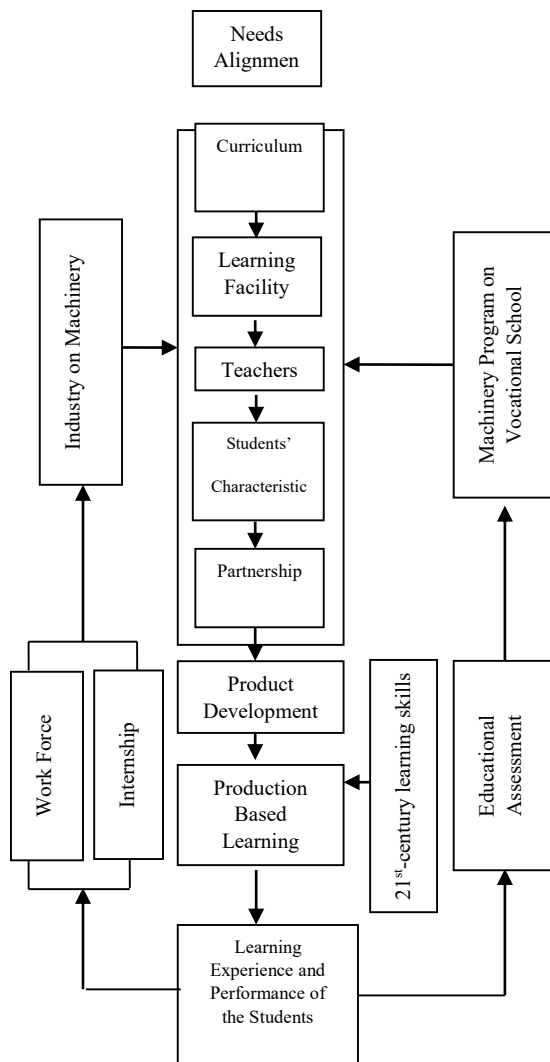 Needs
Alignmen
Curriculum
Learning
Facility
Teachers
Students’
Characteristic
Partnership
Industry on Machinery
Machinery Program on
Vocational School
Product
Development
Production
Based
Learning
Work Force
Internship
21st-century learning skills
Educational
Assessment
Learning
Experience and
Performance of
the Students